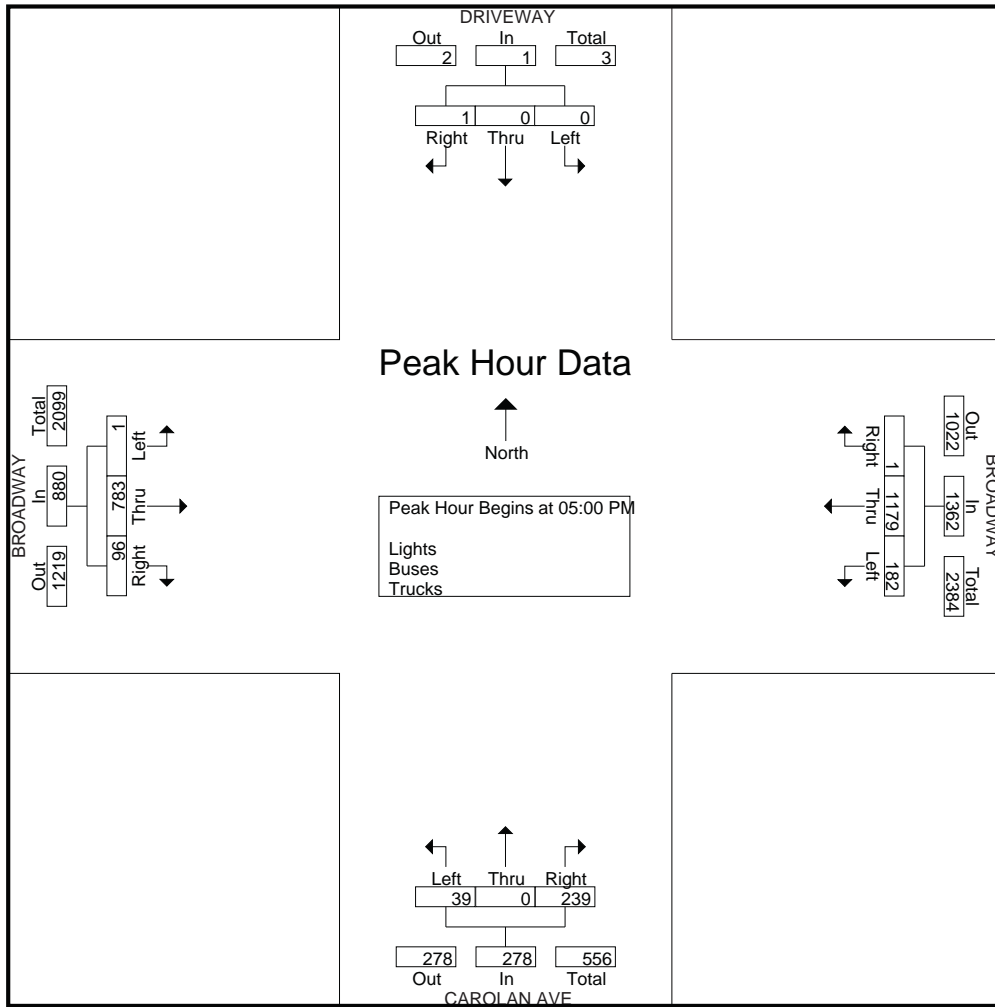 DRIVEWAY
Out In Total
2 1 3
1 0 0
Right Thru Left
Peak Hour Data
North
Peak Hour Begins at 05:00 PM
Lights
Buses
Trucks
BROADWAY
Total In Out
2099 880 1219
1 783 96
Left Thru Right
BROADWAY
Out In Total
1022 1362 2384
1 1179 182
Right Thru Left
Left Thru Right
39 0 239
278 278 556
Out In Total
CAROLAN AVE